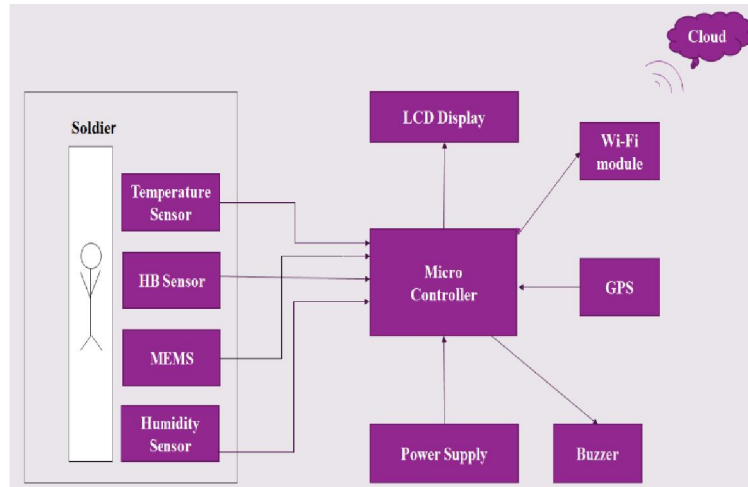 Cloud
Soldier
LCD Display
Wi-Fi
module
Temperature
Sensor
HB Sensor
Micro
Controller
GPS
MEMS
Humidity
Sensor
Power Supply
Buzzer